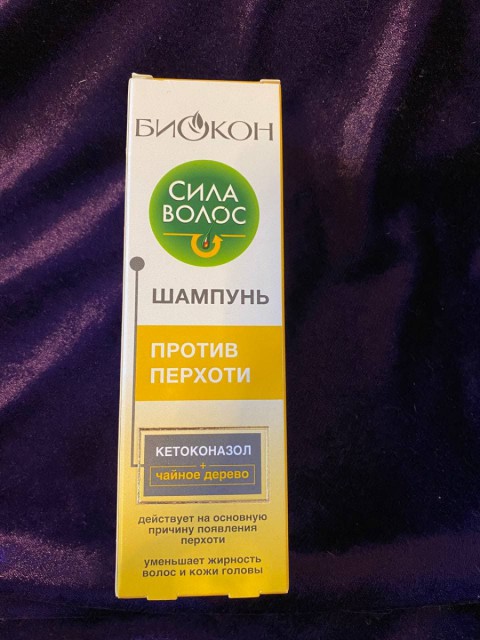 БИОКОН
СИЛА
ВОЛОС
ШАМПУНЬ
ПРОТИВ
ПЕРХОТИ
КЕТОКОНАЗОЛ
+
чайное дерево
действует на основную
причину появления
перхоти
уменьшает жирность
волос и кожи головы